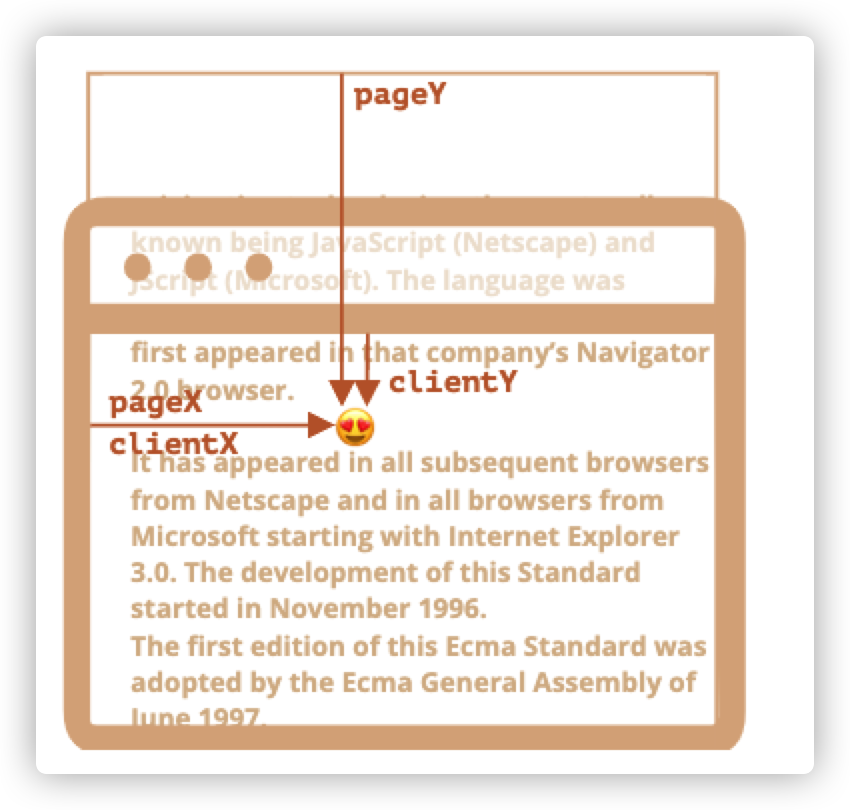 pageY
known being JavaScript (Netscape) and
JScript (Microsoft). The language was
first appeared in that company’s Navigator
2.0 browser.
clientY
pageX
clientX
It has appeared in all subsequent browsers
from Netscape and in all browsers from
Microsoft starting with Internet Explorer
3.0. The development of this Standard
started in November 1996.
The first edition of this Ecma Standard was
adopted by the Ecma General Assembly of
June 1997.